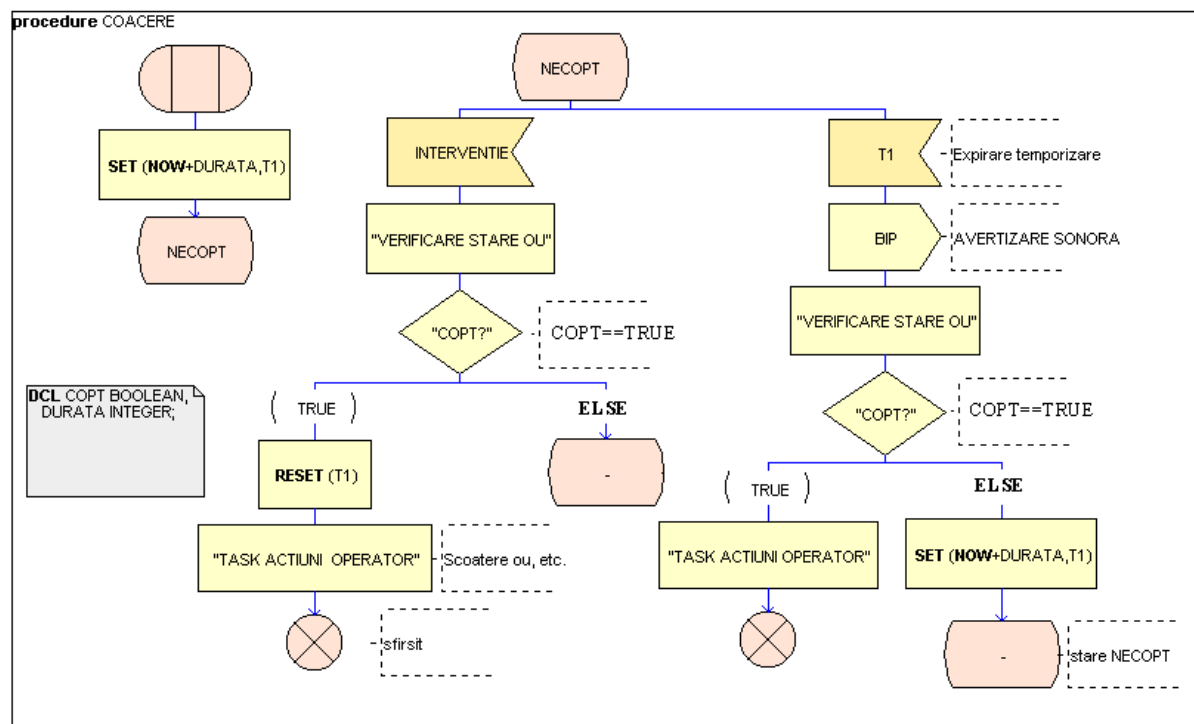 procedure COACERE
SET (NOW+DURATA,T1)
NECOPT
DCL COPT BOOLEAN,
DURATA INTEGER;
NECOPT
INTERVENTIE
"VERIFICARE STARE OU"
"COPT?"
COPT==TRUE
( TRUE )
ELSE
RESET (T1)
-
"TASK ACTIUNI OPERATOR"
Scoatere ou, etc.
sfirsit
T1
Expirare temporizare
BIP
AVERTIZARE SONORA
"VERIFICARE STARE OU"
"COPT?"
COPT==TRUE
( TRUE )
ELSE
"TASK ACTIUNI OPERATOR"
SET (NOW+DURATA,T1)
-
stare NECOPT